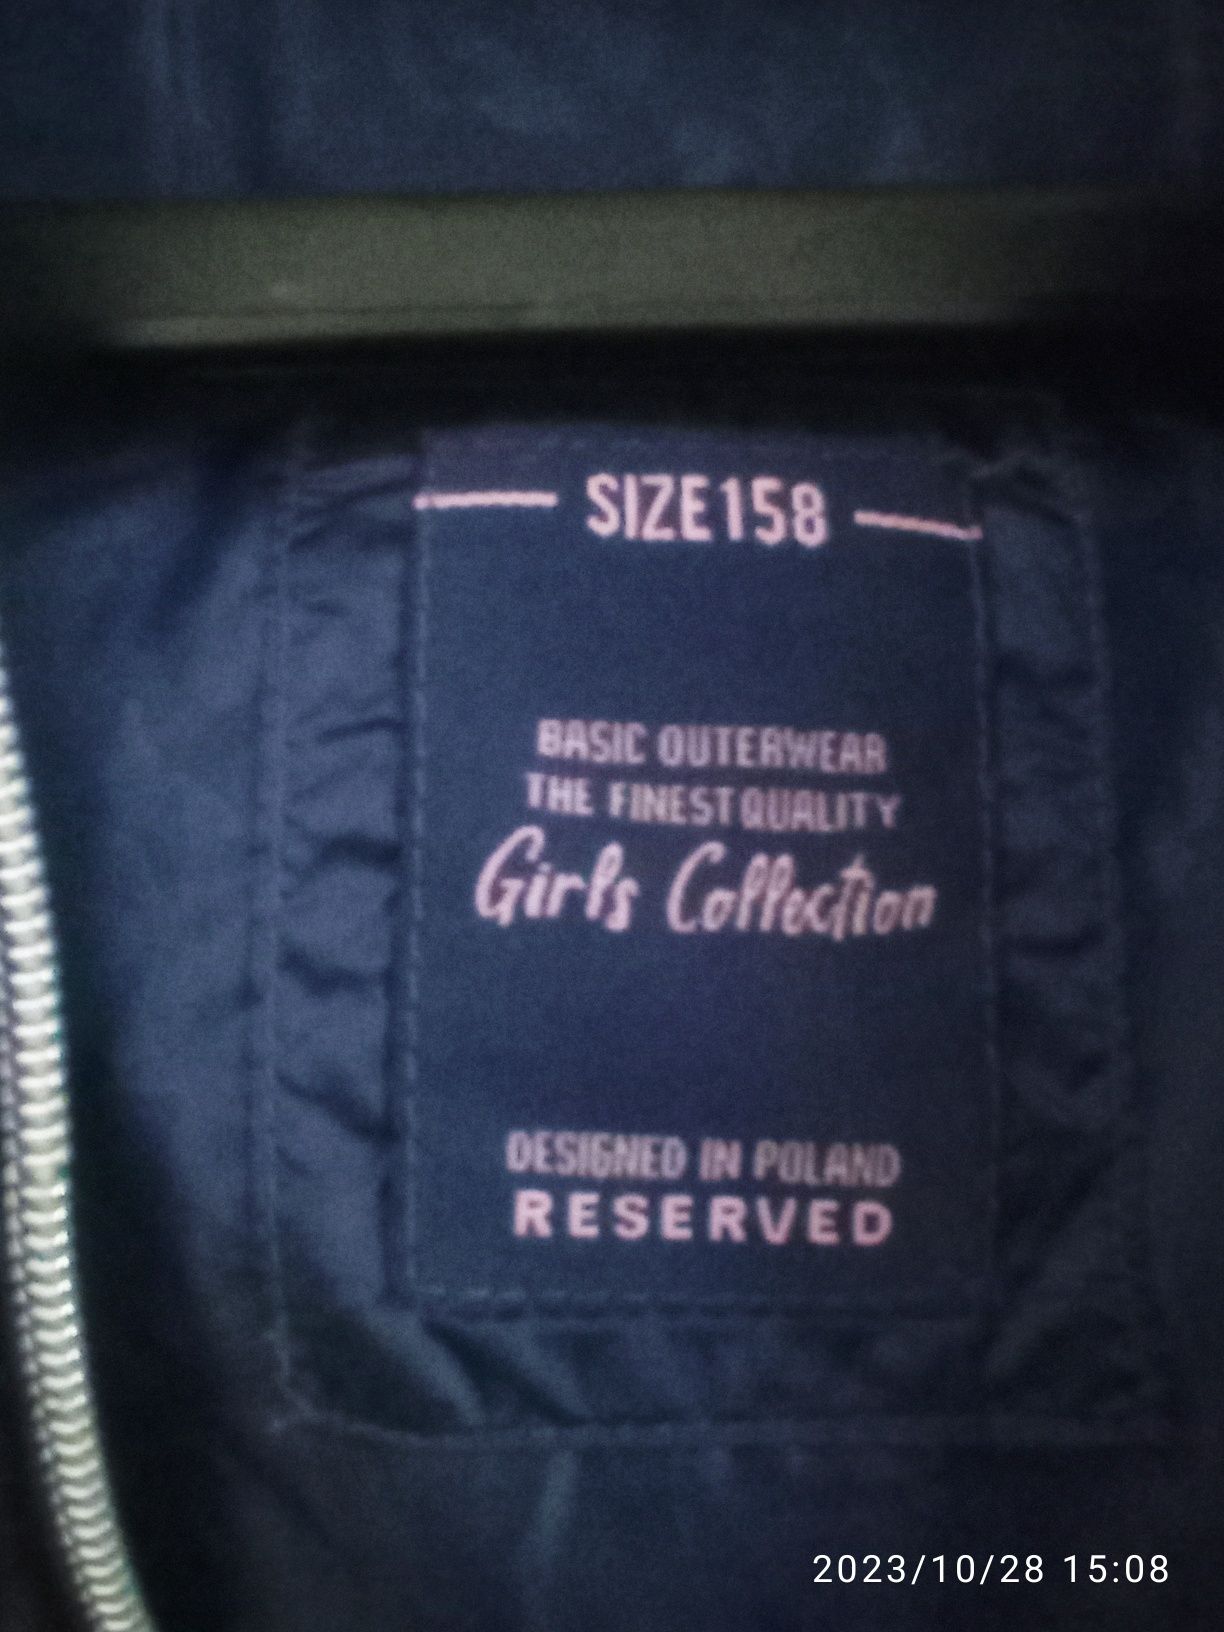 SIZE 158
BASIC OUTERWEAR
THE FINEST QUALITY
Girls Collection
DESIGNED IN POLAND
RESERVED
2023/10/28 15:08